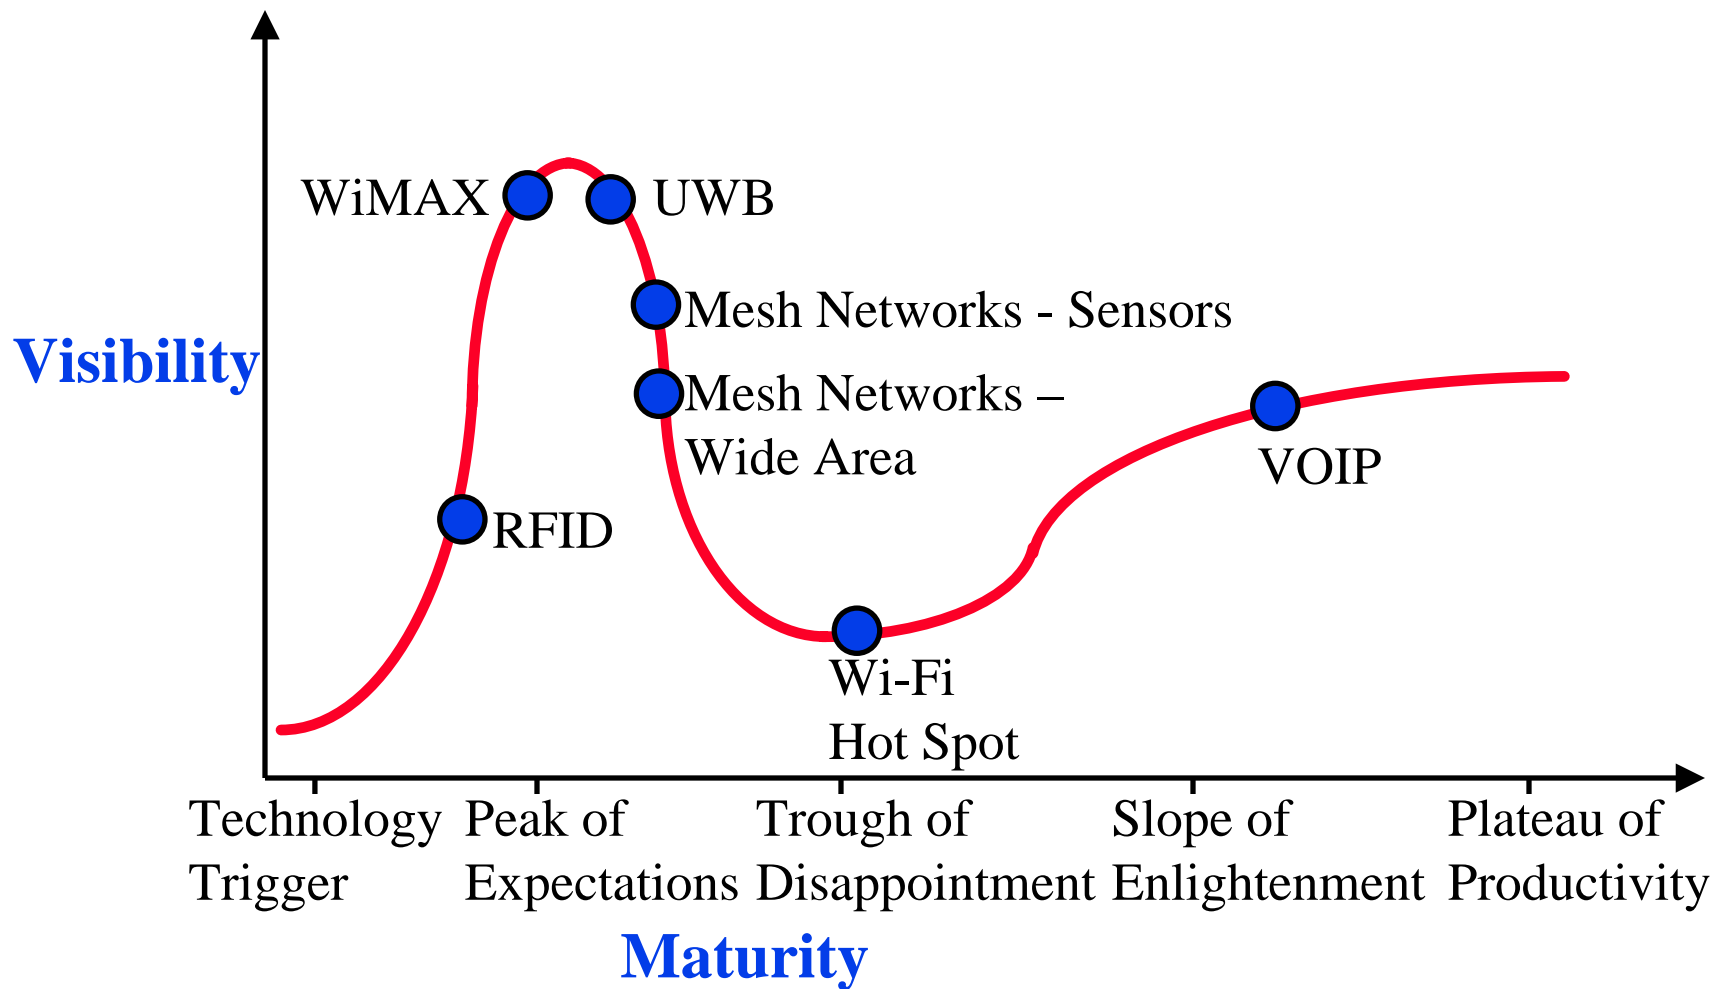 WiMAX
UWB
Mesh Networks - Sensors
Visibility
Mesh Networks –
Wide Area
VOIP
RFID
Wi-Fi
Hot Spot
Technology
Trigger
Peak of
Expectations
Trough of
Disappointment
Slope of
Enlightenment
Plateau of
Productivity
Maturity